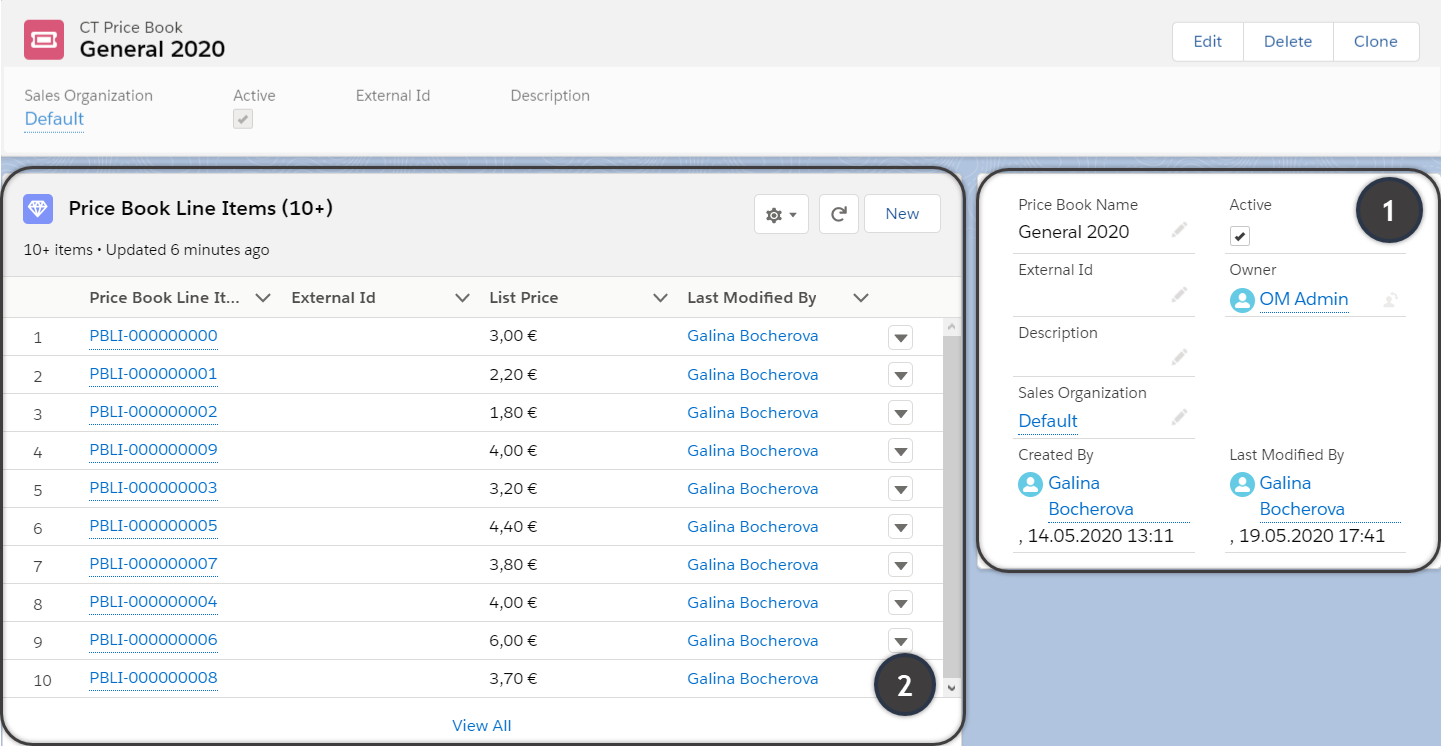 CT Price Book
General 2020
Edit Delete Clone
Sales Organization Active External Id Description
Default
Price Book Line Items (10+)
New
10+ items • Updated 6 minutes ago
Price Book Line It... External Id List Price Last Modified By
1 PBLI-000000000 3,00 € Galina Bocherova
2 PBLI-000000001 2,20 € Galina Bocherova
3 PBLI-000000002 1,80 € Galina Bocherova
4 PBLI-000000009 4,00 € Galina Bocherova
5 PBLI-000000003 3,20 € Galina Bocherova
6 PBLI-000000005 4,40 € Galina Bocherova
7 PBLI-000000007 3,80 € Galina Bocherova
8 PBLI-000000004 4,00 € Galina Bocherova
9 PBLI-000000006 6,00 € Galina Bocherova
10 PBLI-000000008 3,70 € Galina Bocherova
2
View All
1
Price Book Name Active
General 2020
External Id Owner
OM Admin
Description
Sales Organization
Default
Created By Last Modified By
Galina Galina
Bocherova Bocherova
, 14.05.2020 13:11 , 19.05.2020 17:41